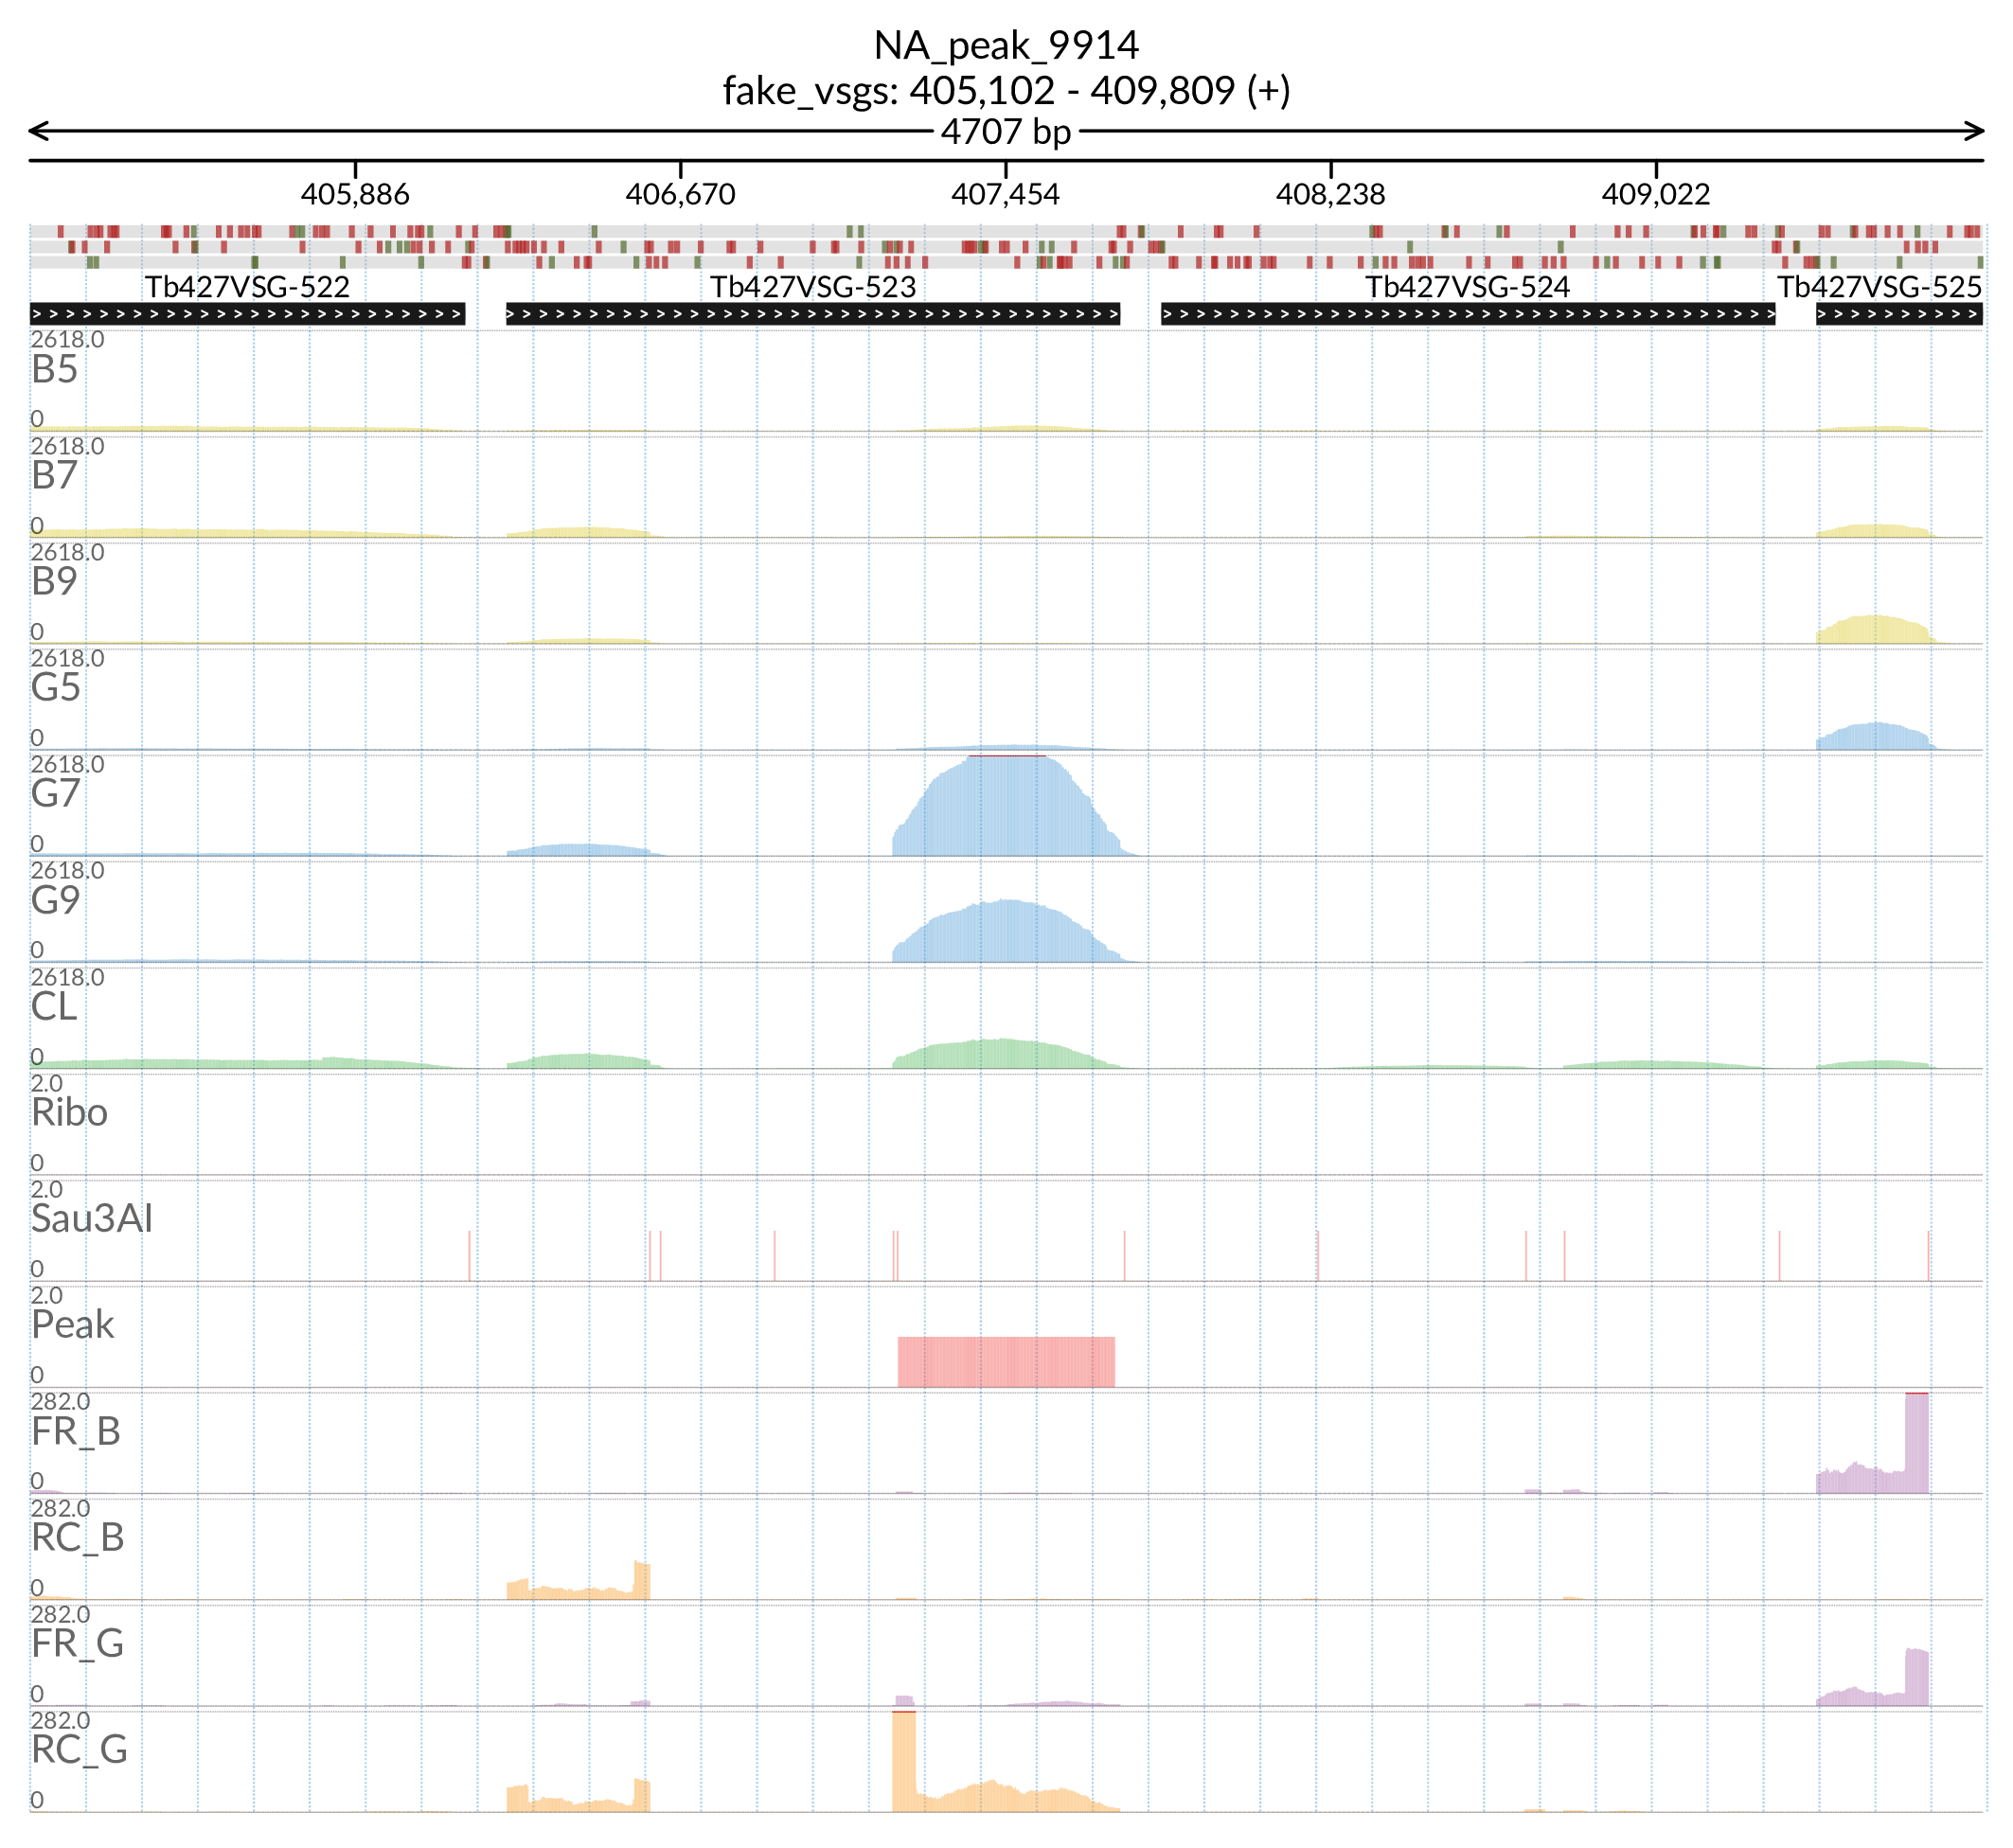 NA_peak_9914
fake_vsgs: 405,102 - 409,809 (+)
4707 bp
405,886 406,670 407,454 408,238 409,022
Tb427VSG-522 Tb427VSG-523 Tb427VSG-524 Tb427VSG-525
2618.0
B5
0
2618.0
B7
0
2618.0
B9
0
2618.0
G5
0
2618.0
G7
0
2618.0
G9
0
2618.0
CL
0
2.0
Ribo
0
2.0
Sau3AI
0
2.0
Peak
0
282.0
FR_B
0
282.0
RC_B
0
282.0
FR_G
0
282.0
RC_G
0